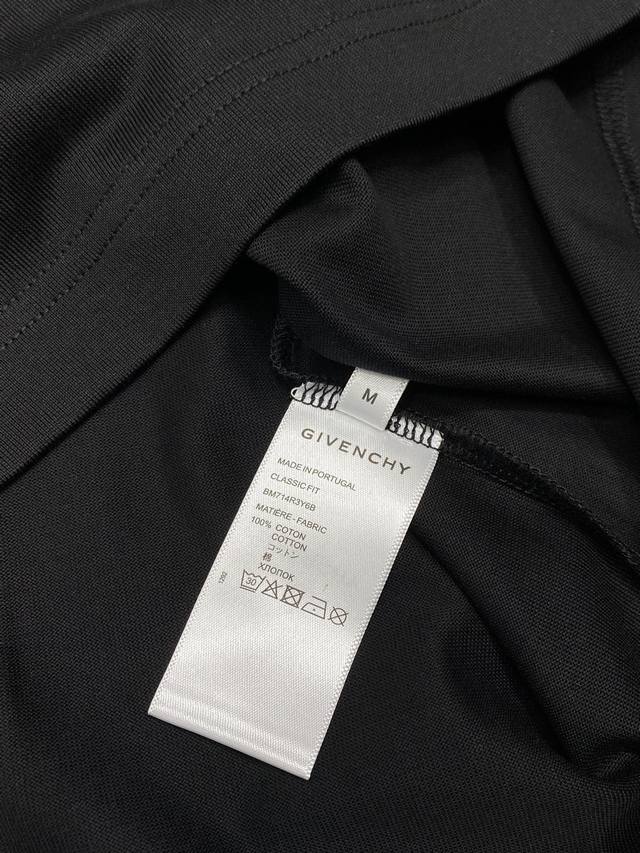 M
GIVENCHY
MADE IN PORTUGAL
CLASSIC FIT
BM714R3Y6B
MATIÈRE - FABRIC
100% COTON
COTTON
コットン
棉
ХЛОПОК
30